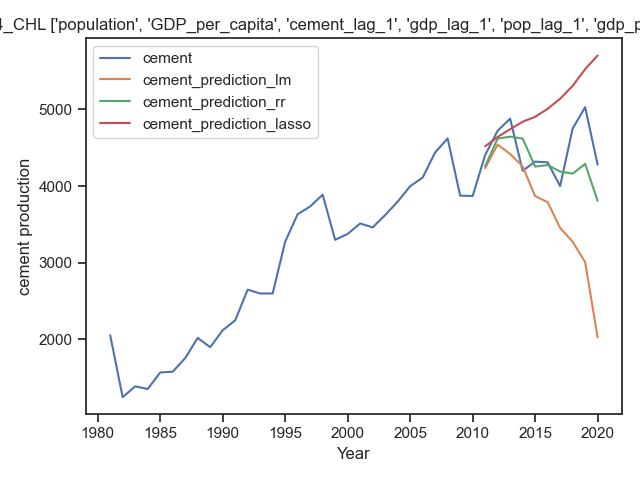 4_CHL ['population', 'GDP_per_capita', 'cement_lag_1', 'gdp_lag_1', 'pop_lag_1', 'gdp_p
cement
cement_prediction_lm
cement_prediction_rr
cement_prediction_lasso
cement production
5000
4000
3000
2000
1980 1985 1990 1995 2000 2005 2010 2015 2020
Year